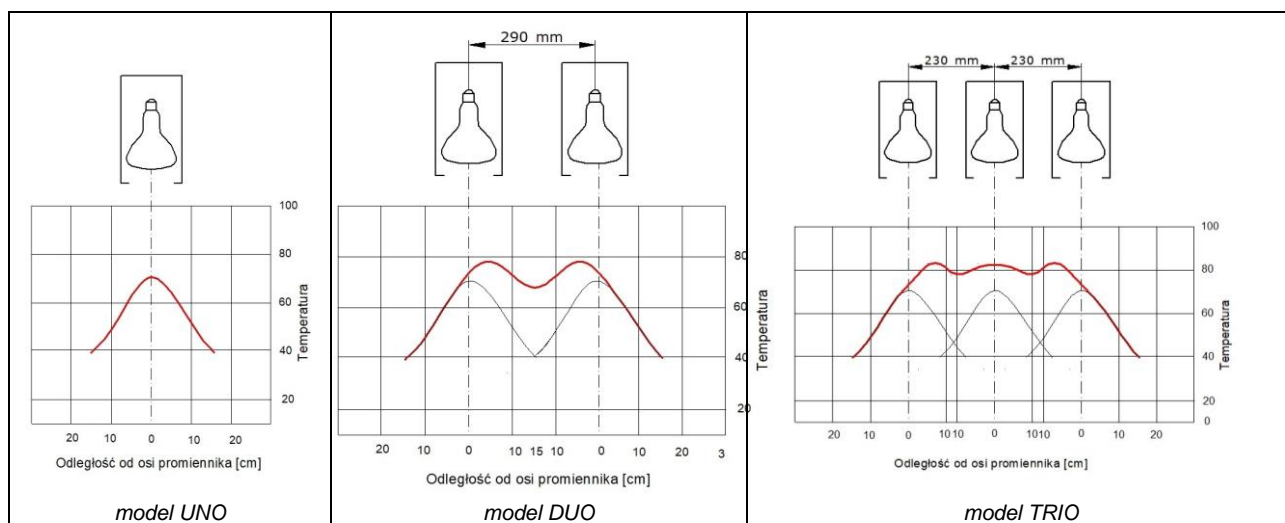 100
80
60
40
20
Temperatura
20 10 0 10 20
Odległość od osi promiennika [cm]
model UNO
290 mm
80
60
40
20
Temperatura
20 10 0 10 15 10 0 10 20 3
Odległość od osi promiennika [cm]
model DUO
230 mm 230 mm
100
80
60
40
20
0
Temperatura
20 10 0 10 10 0 10 10 0 10 20
Odległość od osi promiennika [cm]
model TRIO